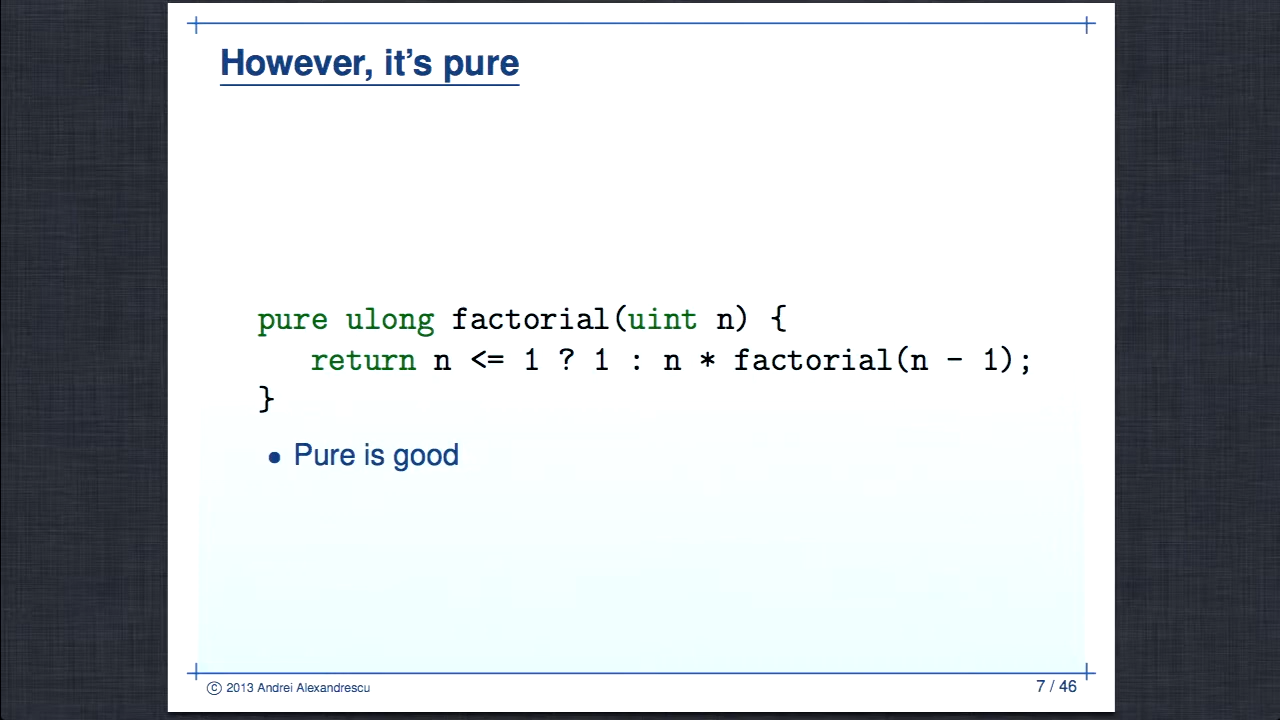 However, it's pure
pure ulong factorial(uint n) {
   return n <= 1 ? 1 : n * factorial(n - 1);
}
• Pure is good
© 2013 Andrei Alexandrescu
7 / 46